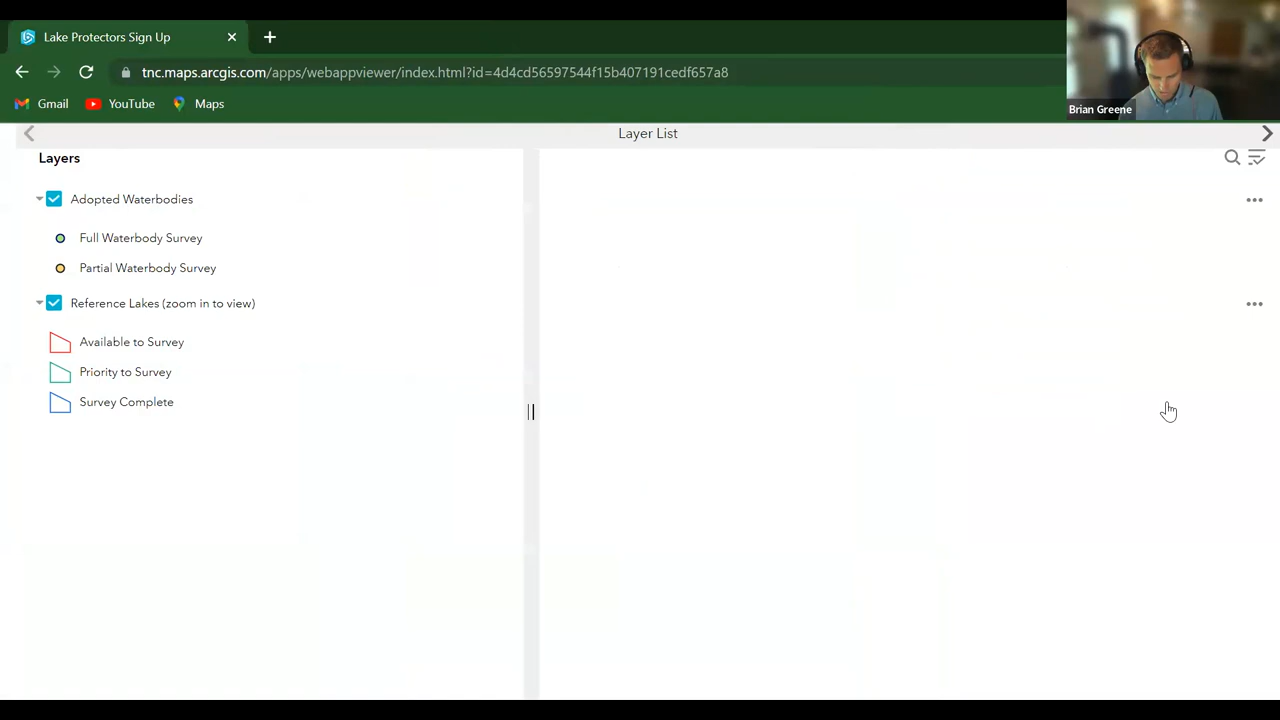 Lake Protectors Sign Up
tnc.maps.arcgis.com/apps/webappviewer/index.html?id=4d4cd56597544f15b407191cedf657a8
Gmail
YouTube
Maps
Brian Greene
Layer List
Layers
Adopted Waterbodies
Full Waterbody Survey
Partial Waterbody Survey
Reference Lakes (zoom in to view)
Available to Survey
Priority to Survey
Survey Complete